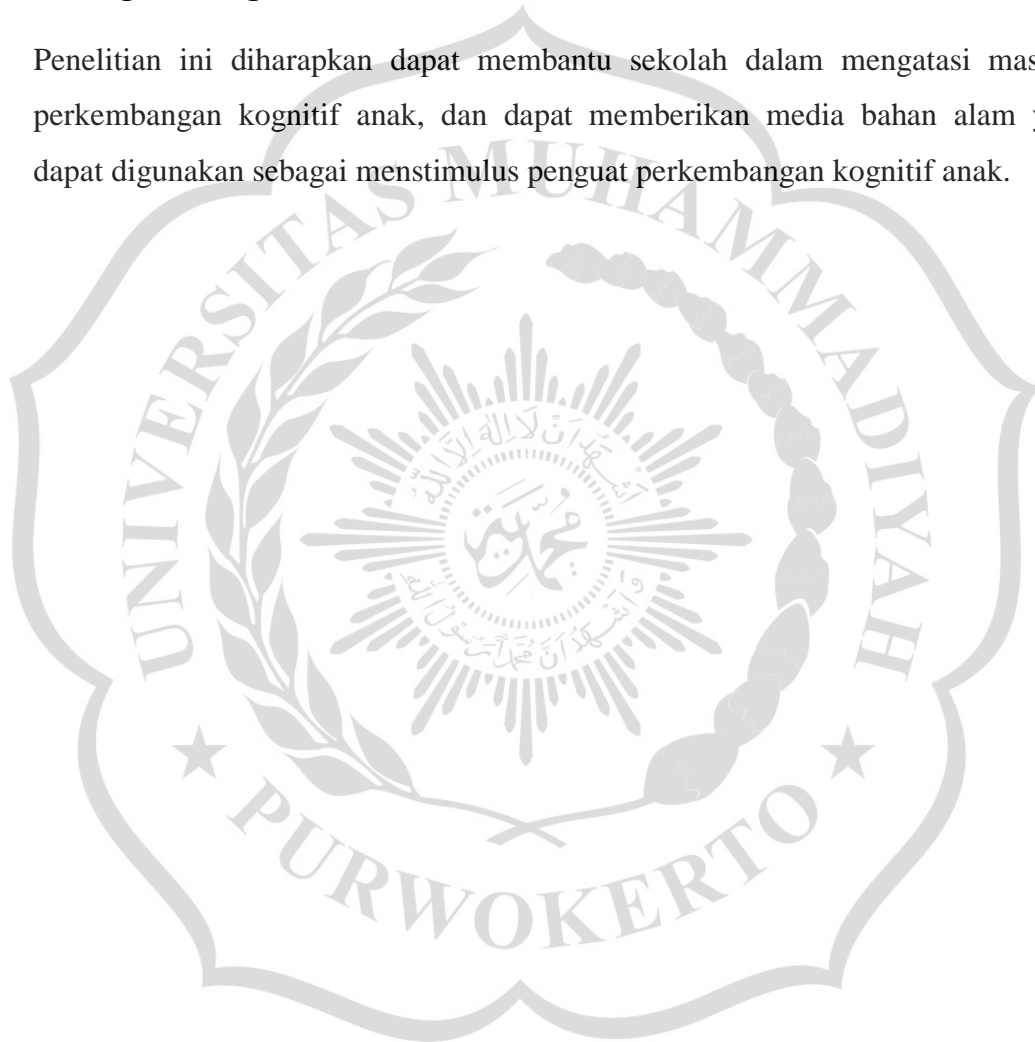 Penelitian ini diharapkan dapat membantu sekolah dalam mengatasi mas
perkembangan kognitif anak, dan dapat memberikan media bahan alam
dapat digunakan sebagai menstimulus penguat perkembangan kognitif anak.
UNIVERSITAS MUHAMMADIYAH
PURWOKERTO
محمد